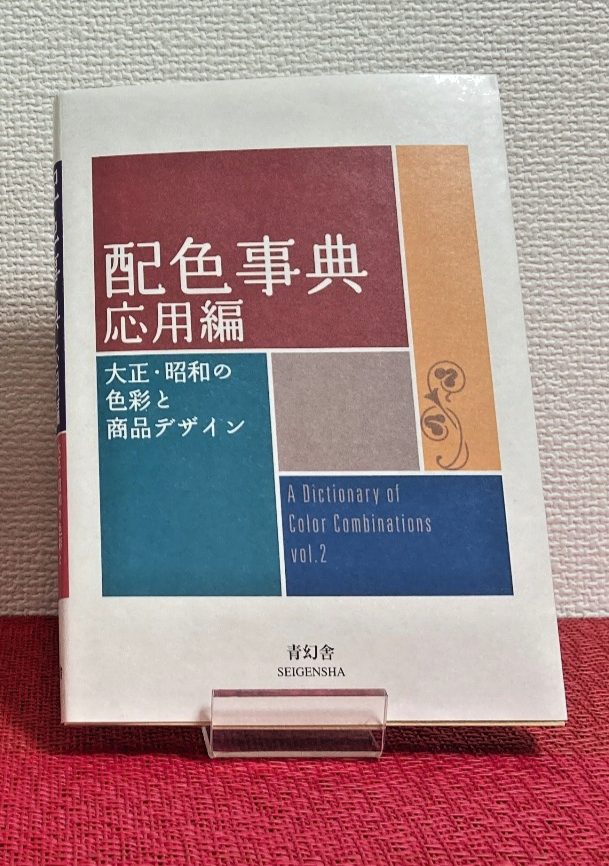 配色事典
応用編
大正・昭和の
色彩と
商品デザイン
A Dictionary of
Color Combinations
vol.2
青幻舎
SEIGENSHA